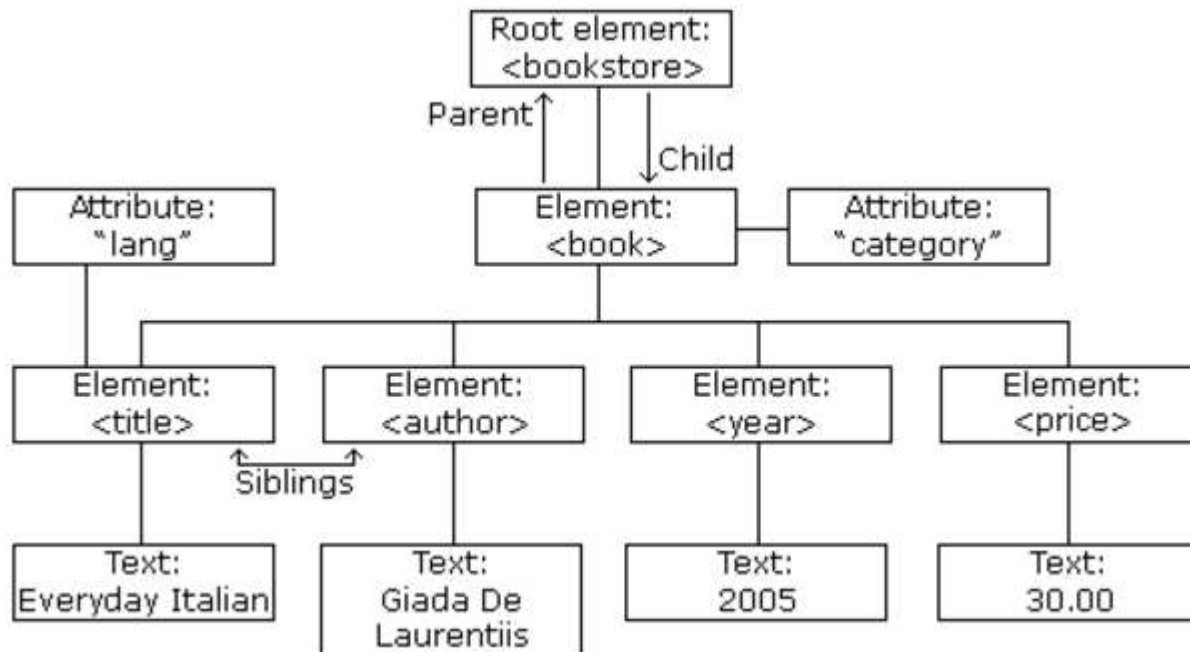 Root element:
<bookstore>
Parent
Child
Attribute:
“lang”
Element:
<book>
Attribute:
“category”
Element:
<title>
Element:
<author>
Element:
<year>
Element:
<price>
Siblings
Text:
Everyday Italian
Text:
Giada De
Laurentiis
Text:
2005
Text:
30.00